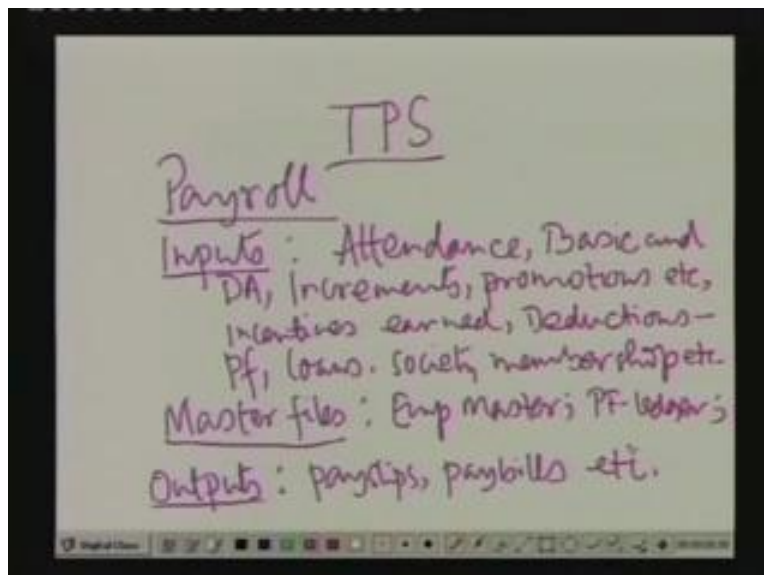 TPS
Payroll
Inputs : Attendance, Basic and
DA, Increments, promotions etc,
incentives earned, Deductions-
Pf, loans. society membership etc.
Master files : Emp Master; PF-ledger;
Outputs : payslips, paybills etc.